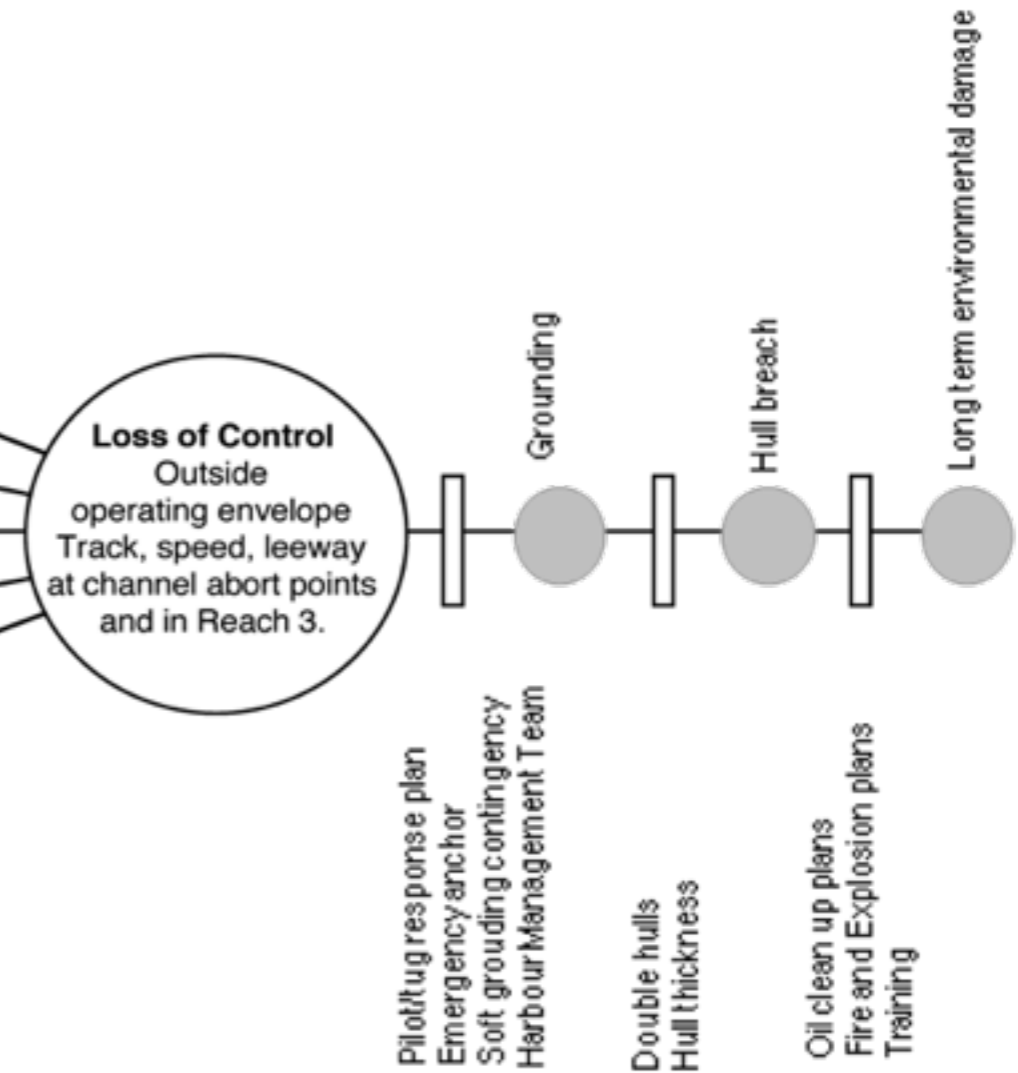 Loss of Control
Outside
operating envelope
Track, speed, leeway
at channel abort points
and in Reach 3.
Grounding
Hull breach
Long term environmental damage
Pilot/tug response plan
Emergency anchor
Soft grouding contingency
Harbour Management Team
Double hulls
Hull thickness
Oil clean up plans
Fire and Explosion plans
Training